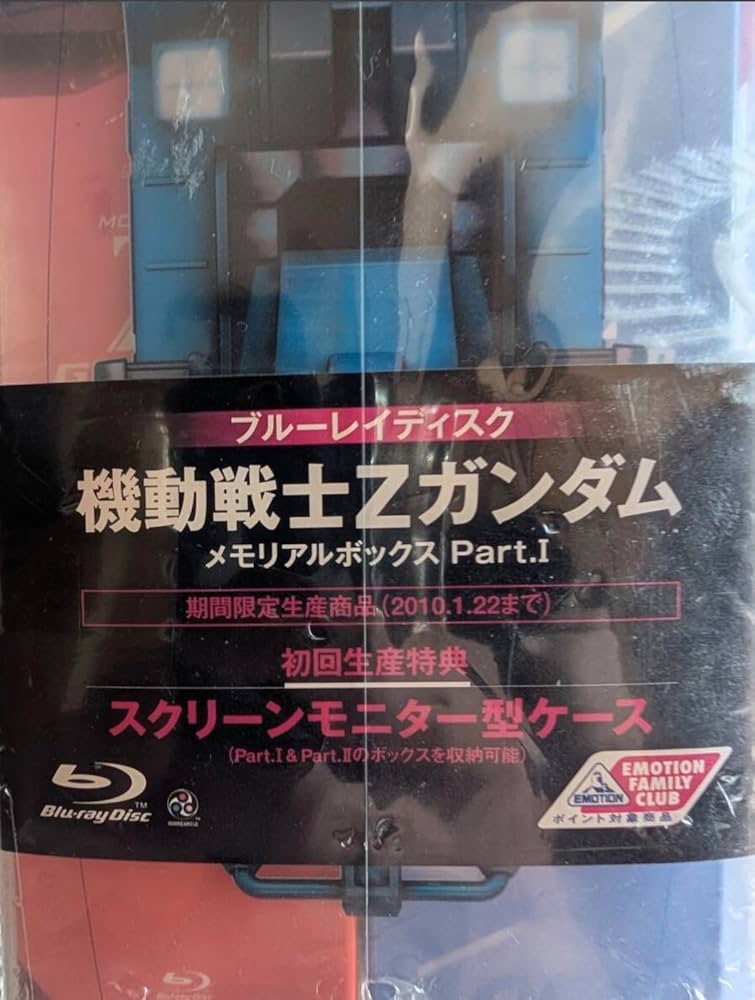 ブルーレイディスク
機動戦士Zガンダム
メモリアルボックス Part.I
期間限定生産商品(2010.1.22まで)
初回生産特典
スクリーンモニター型ケース
(Part.I & Part.IIのボックスを収納可能)
Blu-ray Disc™
EMOTION
EMOTION
FAMILY
CLUB
ポイント対象商品